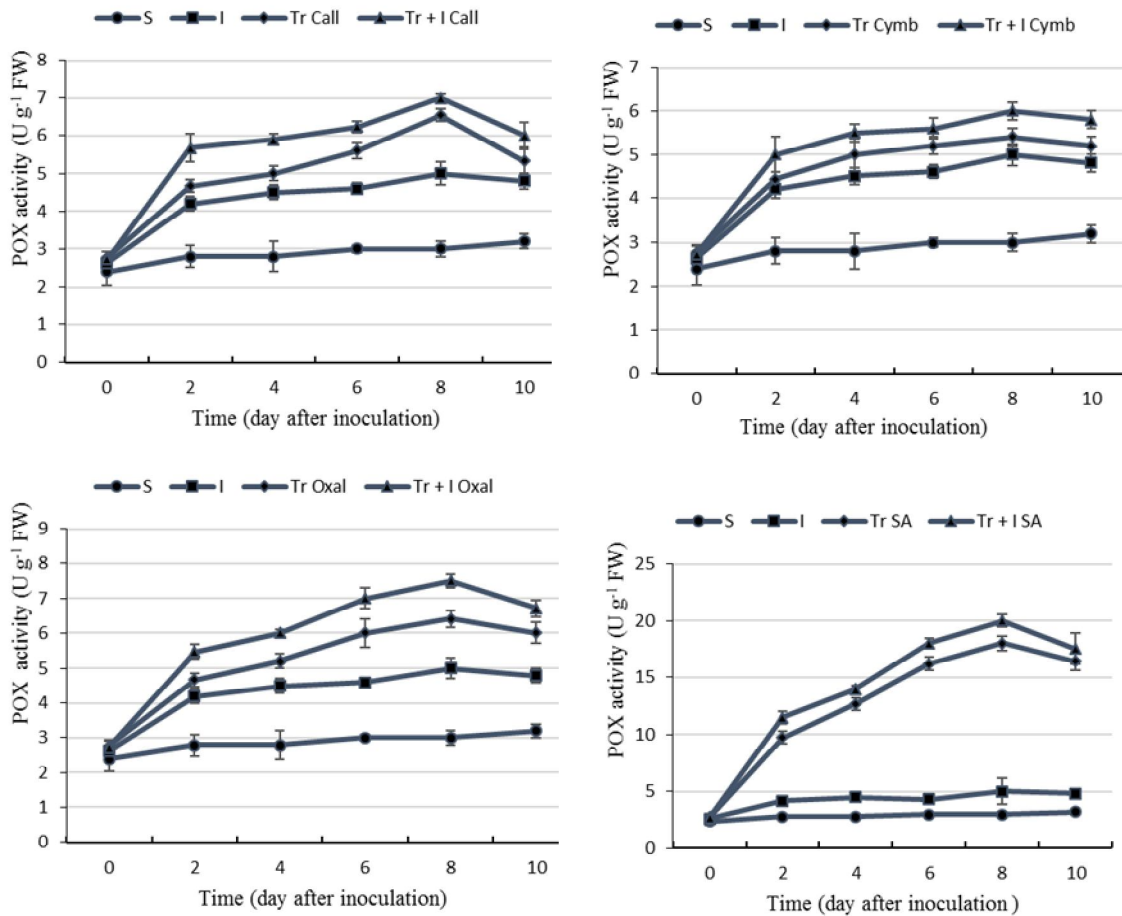 S I Tr Call Tr + I Call
POX activity (U g⁻¹ FW)
8
7
6
5
4
3
2
1
0
0 2 4 6 8 10
Time (day after inoculation)
S I Tr Cymb Tr + I Cymb
POX activity (U g⁻¹ FW)
7
6
5
4
3
2
1
0
0 2 4 6 8 10
Time (day after inoculation)
S I Tr Oxal Tr + I Oxal
POX activity (U g⁻¹ FW)
9
8
7
6
5
4
3
2
1
0
0 2 4 6 8 10
Time (day after inoculation)
S I Tr SA Tr + I SA
POX activity (U g⁻¹ FW)
25
20
15
10
5
0
0 2 4 6 8 10
Time (day after inoculation )